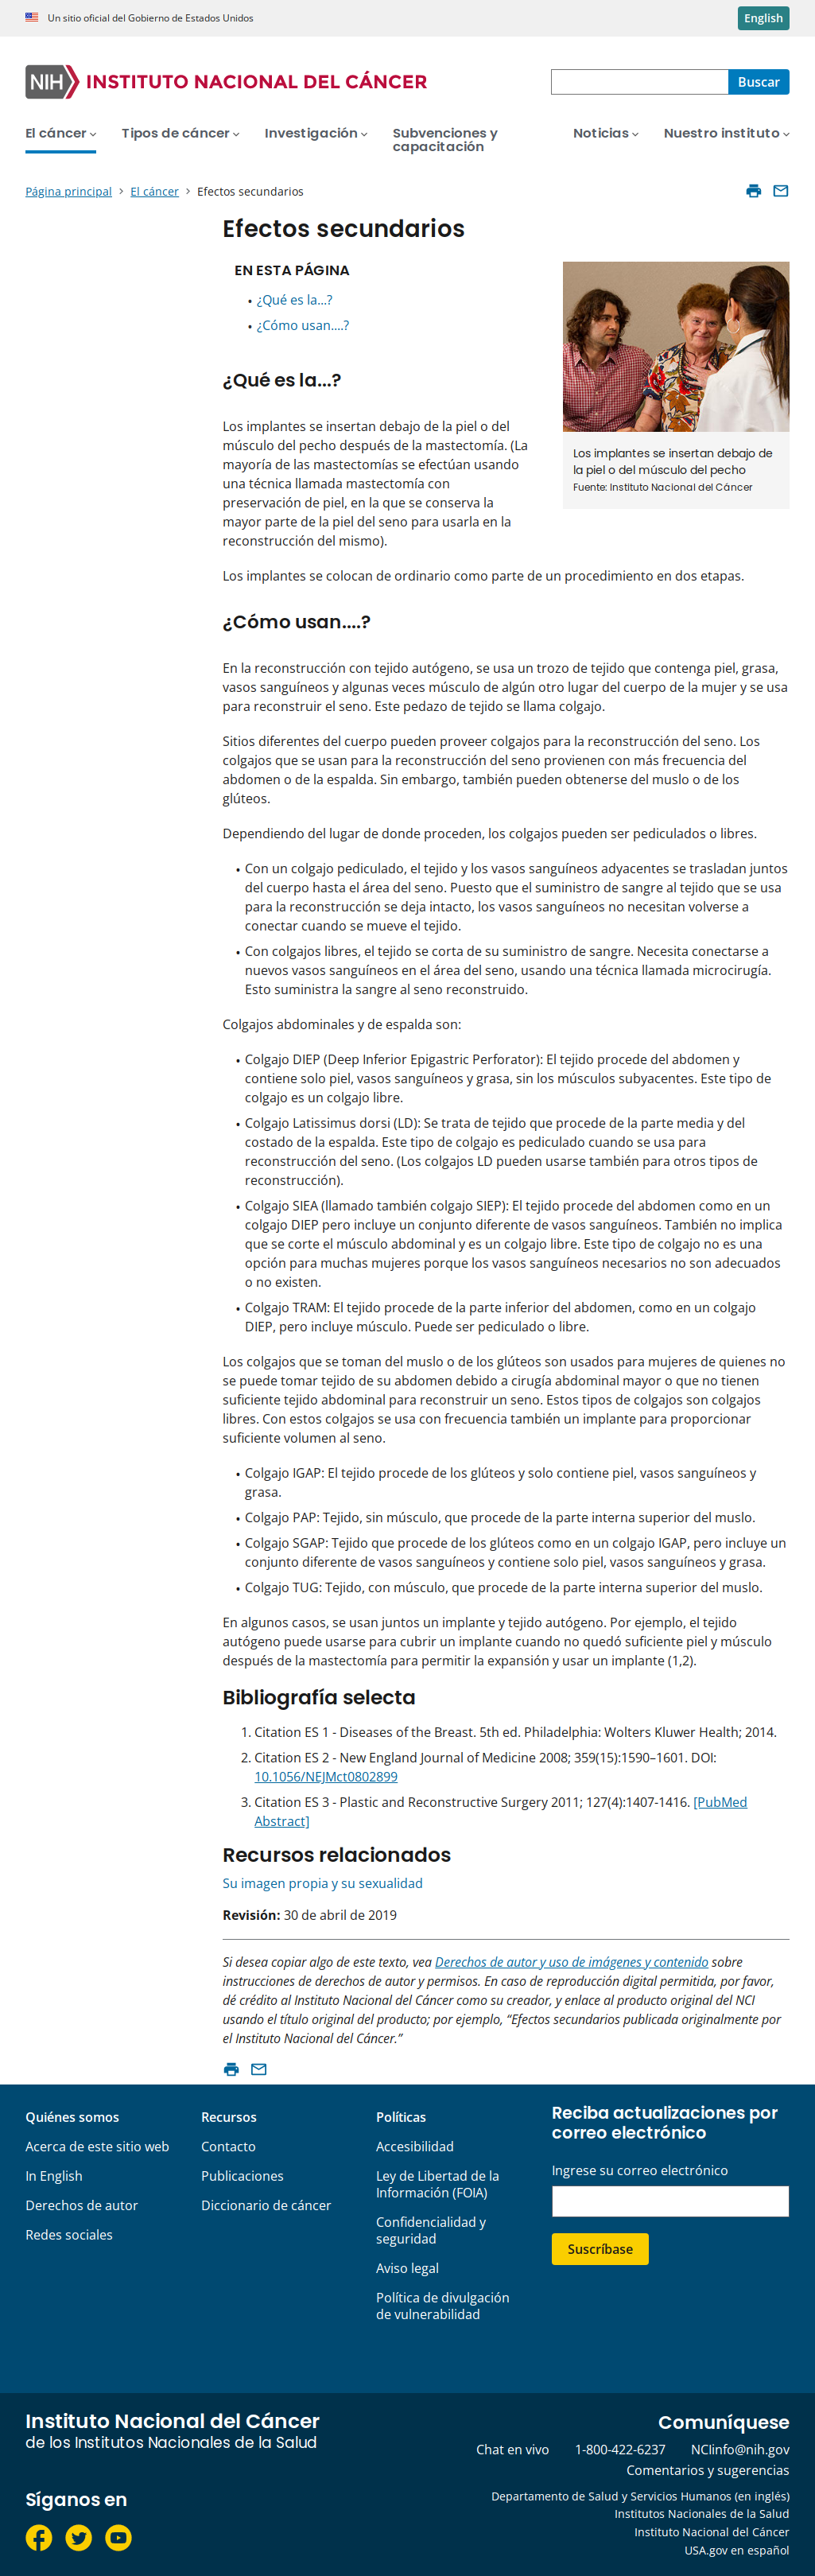 Un sitio oficial del Gobierno de Estados Unidos
English
NIH INSTITUTO NACIONAL DEL CÁNCER
Buscar
El cáncer
Tipos de cáncer
Investigación
Subvenciones y
capacitación
Noticias
Nuestro instituto
Página principal > El cáncer > Efectos secundarios
Efectos secundarios
EN ESTA PÁGINA
• ¿Qué es la...?
• ¿Cómo usan....?
Los implantes se insertan debajo de
la piel o del músculo del pecho
Fuente: Instituto Nacional del Cáncer
¿Qué es la...?
Los implantes se insertan debajo de la piel o del
músculo del pecho después de la mastectomía. (La
mayoría de las mastectomías se efectúan usando
una técnica llamada mastectomía con
preservación de piel, en la que se conserva la
mayor parte de la piel del seno para usarla en la
reconstrucción del mismo).
Los implantes se colocan de ordinario como parte de un procedimiento en dos etapas.
¿Cómo usan....?
En la reconstrucción con tejido autógeno, se usa un trozo de tejido que contenga piel, grasa,
vasos sanguíneos y algunas veces músculo de algún otro lugar del cuerpo de la mujer y se usa
para reconstruir el seno. Este pedazo de tejido se llama colgajo.
Sitios diferentes del cuerpo pueden proveer colgajos para la reconstrucción del seno. Los
colgajos que se usan para la reconstrucción del seno provienen con más frecuencia del
abdomen o de la espalda. Sin embargo, también pueden obtenerse del muslo o de los
glúteos.
Dependiendo del lugar de donde proceden, los colgajos pueden ser pediculados o libres.
• Con un colgajo pediculado, el tejido y los vasos sanguíneos adyacentes se trasladan juntos
del cuerpo hasta el área del seno. Puesto que el suministro de sangre al tejido que se usa
para la reconstrucción se deja intacto, los vasos sanguíneos no necesitan volverse a
conectar cuando se mueve el tejido.
• Con colgajos libres, el tejido se corta de su suministro de sangre. Necesita conectarse a
nuevos vasos sanguíneos en el área del seno, usando una técnica llamada microcirugía.
Esto suministra la sangre al seno reconstruido.
Colgajos abdominales y de espalda son:
• Colgajo DIEP (Deep Inferior Epigastric Perforator): El tejido procede del abdomen y
contiene solo piel, vasos sanguíneos y grasa, sin los músculos subyacentes. Este tipo de
colgajo es un colgajo libre.
• Colgajo Latissimus dorsi (LD): Se trata de tejido que procede de la parte media y del
costado de la espalda. Este tipo de colgajo es pediculado cuando se usa para
reconstrucción del seno. (Los colgajos LD pueden usarse también para otros tipos de
reconstrucción).
• Colgajo SIEA (llamado también colgajo SIEP): El tejido procede del abdomen como en un
colgajo DIEP pero incluye un conjunto diferente de vasos sanguíneos. También no implica
que se corte el músculo abdominal y es un colgajo libre. Este tipo de colgajo no es una
opción para muchas mujeres porque los vasos sanguíneos necesarios no son adecuados
o no existen.
• Colgajo TRAM: El tejido procede de la parte inferior del abdomen, como en un colgajo
DIEP, pero incluye músculo. Puede ser pediculado o libre.
Los colgajos que se toman del muslo o de los glúteos son usados para mujeres de quienes no
se puede tomar tejido de su abdomen debido a cirugía abdominal mayor o que no tienen
suficiente tejido abdominal para reconstruir un seno. Estos tipos de colgajos son colgajos
libres. Con estos colgajos se usa con frecuencia también un implante para proporcionar
suficiente volumen al seno.
• Colgajo IGAP: El tejido procede de los glúteos y solo contiene piel, vasos sanguíneos y
grasa.
• Colgajo PAP: Tejido, sin músculo, que procede de la parte interna superior del muslo.
• Colgajo SGAP: Tejido que procede de los glúteos como en un colgajo IGAP, pero incluye un
conjunto diferente de vasos sanguíneos y contiene solo piel, vasos sanguíneos y grasa.
• Colgajo TUG: Tejido, con músculo, que procede de la parte interna superior del muslo.
En algunos casos, se usan juntos un implante y tejido autógeno. Por ejemplo, el tejido
autógeno puede usarse para cubrir un implante cuando no quedó suficiente piel y músculo
después de la mastectomía para permitir la expansión y usar un implante (1,2).
Bibliografía selecta
1. Citation ES 1 - Diseases of the Breast. 5th ed. Philadelphia: Wolters Kluwer Health; 2014.
2. Citation ES 2 - New England Journal of Medicine 2008; 359(15):1590–1601. DOI:
10.1056/NEJMct0802899
3. Citation ES 3 - Plastic and Reconstructive Surgery 2011; 127(4):1407-1416. [PubMed
Abstract]
Recursos relacionados
Su imagen propia y su sexualidad
Revisión: 30 de abril de 2019
Si desea copiar algo de este texto, vea Derechos de autor y uso de imágenes y contenido sobre
instrucciones de derechos de autor y permisos. En caso de reproducción digital permitida, por favor,
dé crédito al Instituto Nacional del Cáncer como su creador, y enlace al producto original del NCI
usando el título original del producto; por ejemplo, “Efectos secundarios publicada originalmente por
el Instituto Nacional del Cáncer.”
Quiénes somos
Acerca de este sitio web
In English
Derechos de autor
Redes sociales
Recursos
Contacto
Publicaciones
Diccionario de cáncer
Políticas
Accesibilidad
Ley de Libertad de la
Información (FOIA)
Confidencialidad y
seguridad
Aviso legal
Política de divulgación
de vulnerabilidad
Reciba actualizaciones por
correo electrónico
Ingrese su correo electrónico
Suscríbase
Instituto Nacional del Cáncer
de los Institutos Nacionales de la Salud
Síganos en
Comuníquese
Chat en vivo
1-800-422-6237
NCIinfo@nih.gov
Comentarios y sugerencias
Departamento de Salud y Servicios Humanos (en inglés)
Institutos Nacionales de la Salud
Instituto Nacional del Cáncer
USA.gov en español